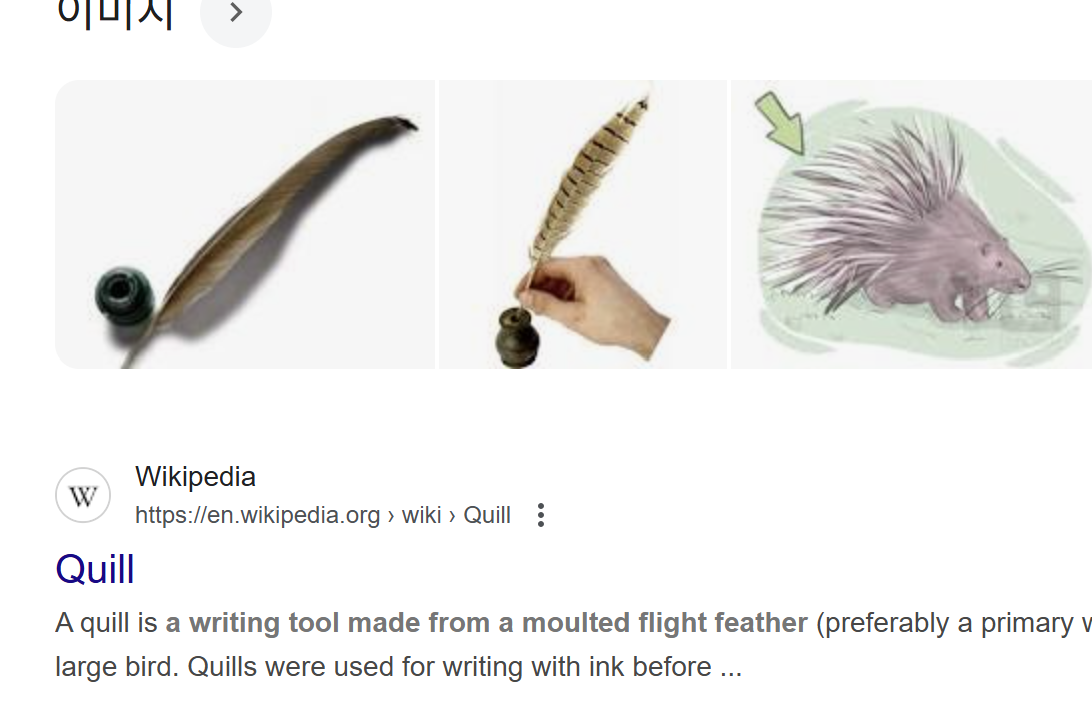 이미지
W
Wikipedia
https://en.wikipedia.org › wiki › Quill
Quill
A quill is a writing tool made from a moulted flight feather (preferably a primary
large bird. Quills were used for writing with ink before ...